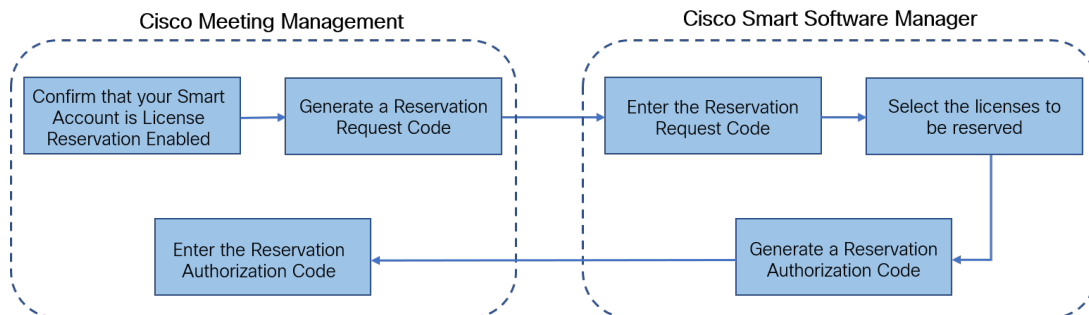 Cisco Meeting Management
Cisco Smart Software Manager
Confirm that your Smart
Account is License
Reservation Enabled
Generate a Reservation
Request Code
Enter the Reservation
Request Code
Select the licenses to
be reserved
Enter the Reservation
Authorization Code
Generate a Reservation
Authorization Code